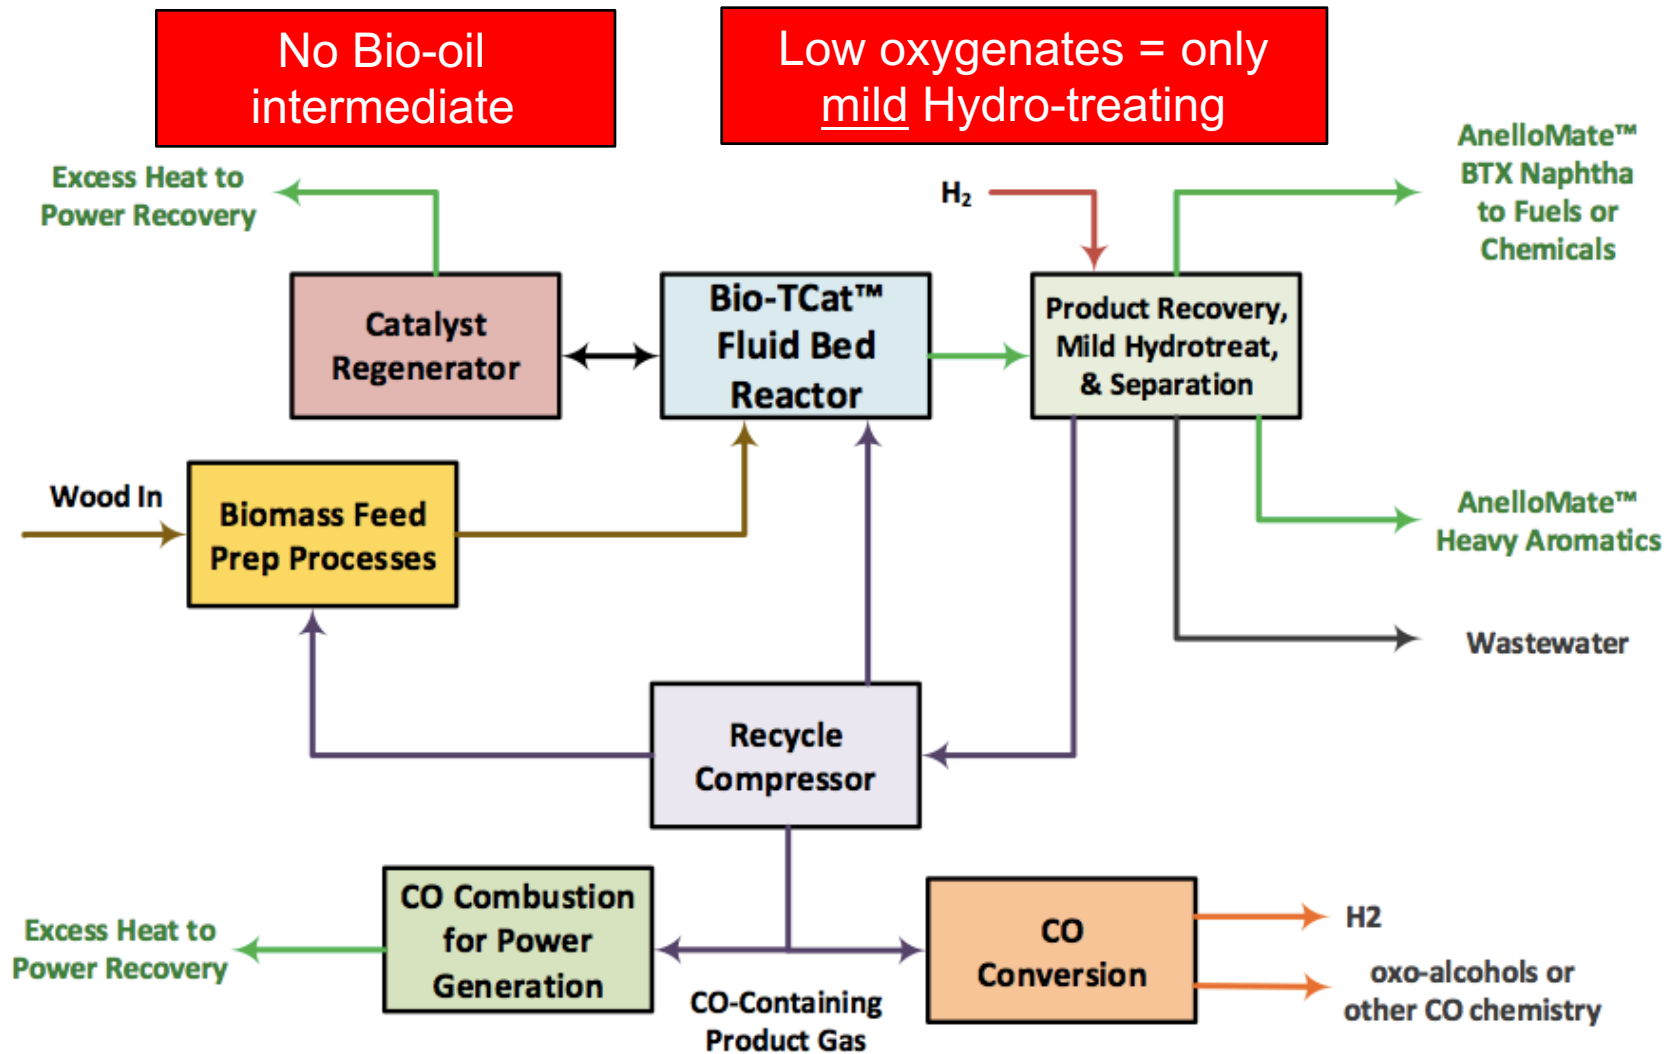 No Bio-oil
intermediate
Low oxygenates = only
mild Hydro-treating
Excess Heat to
Power Recovery
H₂
AnelloMate™
BTX Naphtha
to Fuels or
Chemicals
Catalyst
Regenerator
Bio-TCat™
Fluid Bed
Reactor
Product Recovery,
Mild Hydrotreat,
& Separation
Wood In
Biomass Feed
Prep Processes
AnelloMate™
Heavy Aromatics
Wastewater
Recycle
Compressor
Excess Heat to
Power Recovery
CO Combustion
for Power
Generation
CO-Containing
Product Gas
CO
Conversion
H2
oxo-alcohols or
other CO chemistry